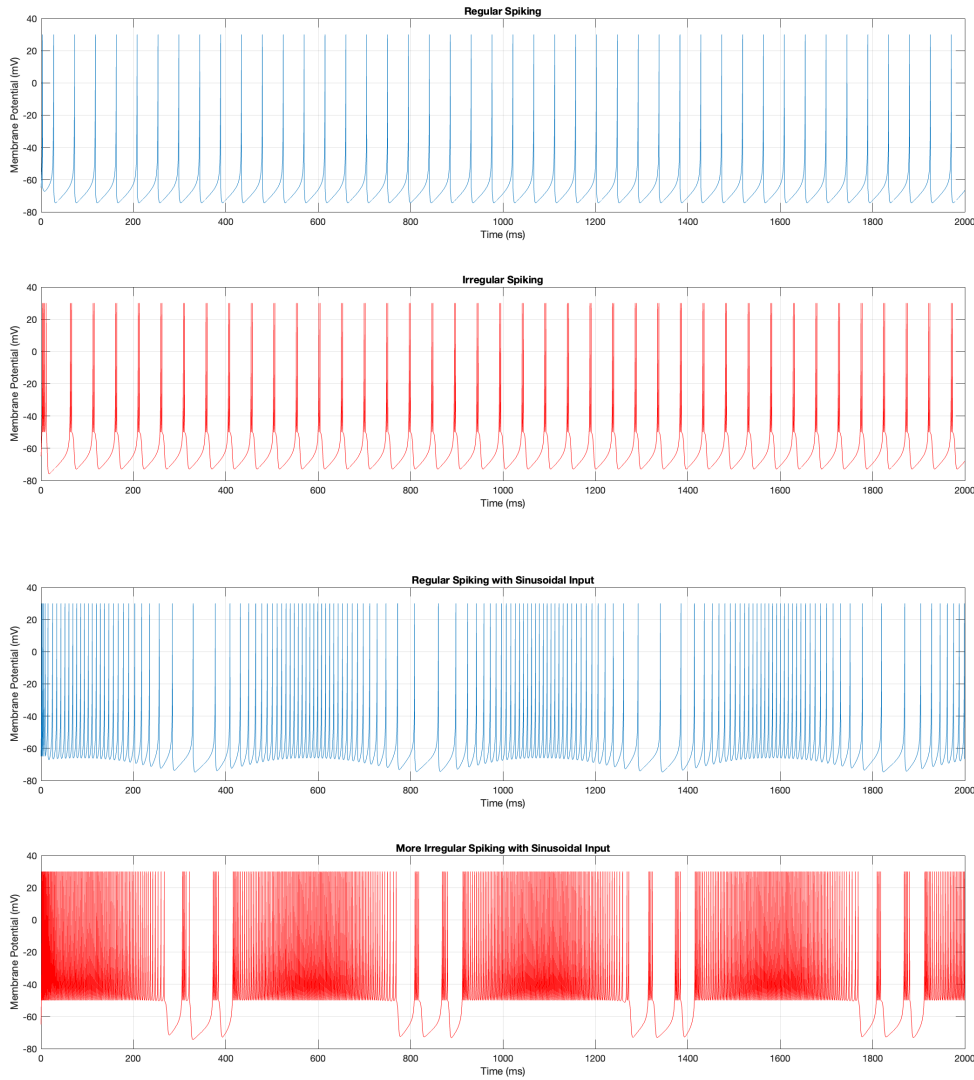 Regular Spiking
40
20
0
-20
-40
-60
-80
Membrane Potential (mV)
0 200 400 600 800 1000 1200 1400 1600 1800 2000
Time (ms)
Irregular Spiking
40
20
0
-20
-40
-60
-80
Membrane Potential (mV)
0 200 400 600 800 1000 1200 1400 1600 1800 2000
Time (ms)
Regular Spiking with Sinusoidal Input
40
20
0
-20
-40
-60
-80
Membrane Potential (mV)
0 200 400 600 800 1000 1200 1400 1600 1800 2000
Time (ms)
More Irregular Spiking with Sinusoidal Input
40
20
0
-20
-40
-60
-80
Membrane Potential (mV)
0 200 400 600 800 1000 1200 1400 1600 1800 2000
Time (ms)